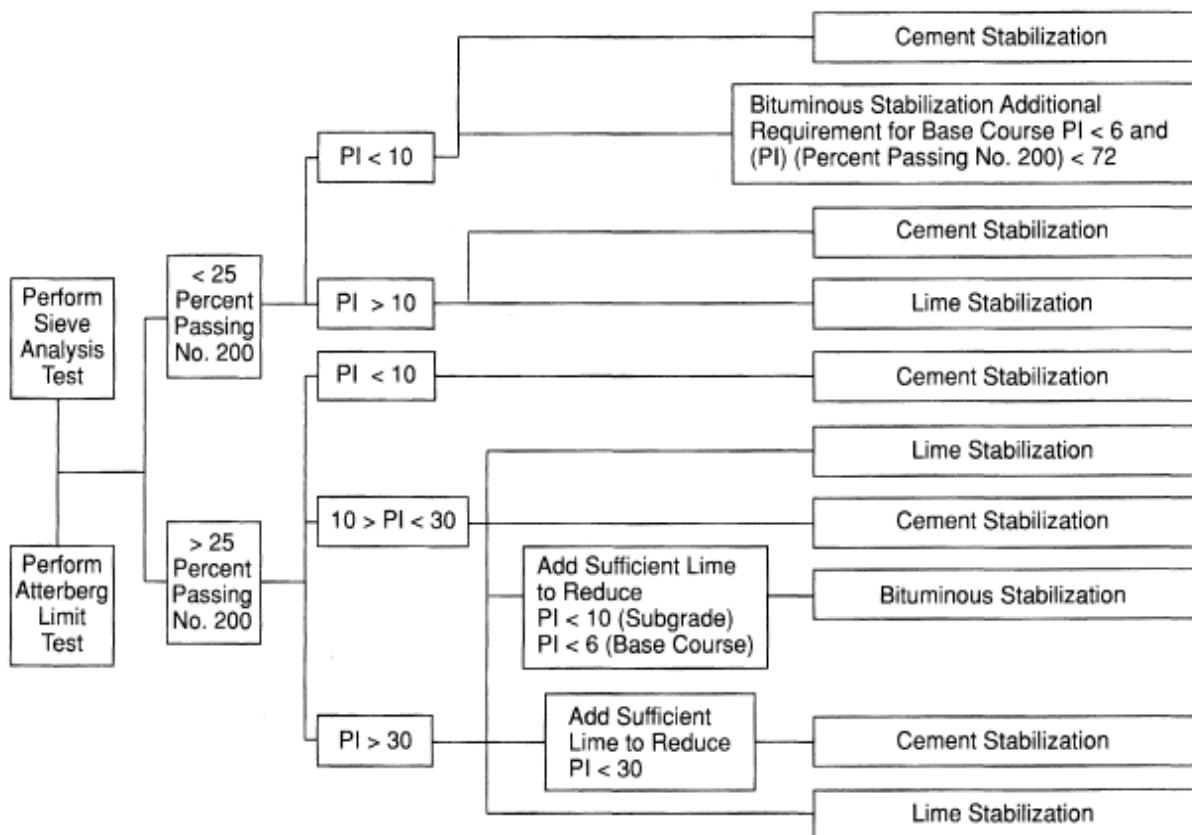 Perform
Sieve
Analysis
Test
Perform
Atterberg
Limit
Test
< 25
Percent
Passing
No. 200
> 25
Percent
Passing
No. 200
PI < 10
PI > 10
PI < 10
10 > PI < 30
PI > 30
Add Sufficient Lime
to Reduce
PI < 10 (Subgrade)
PI < 6 (Base Course)
Add Sufficient
Lime to Reduce
PI < 30
Cement Stabilization
Bituminous Stabilization Additional
Requirement for Base Course PI < 6 and
(PI) (Percent Passing No. 200) < 72
Cement Stabilization
Lime Stabilization
Cement Stabilization
Lime Stabilization
Cement Stabilization
Bituminous Stabilization
Cement Stabilization
Lime Stabilization